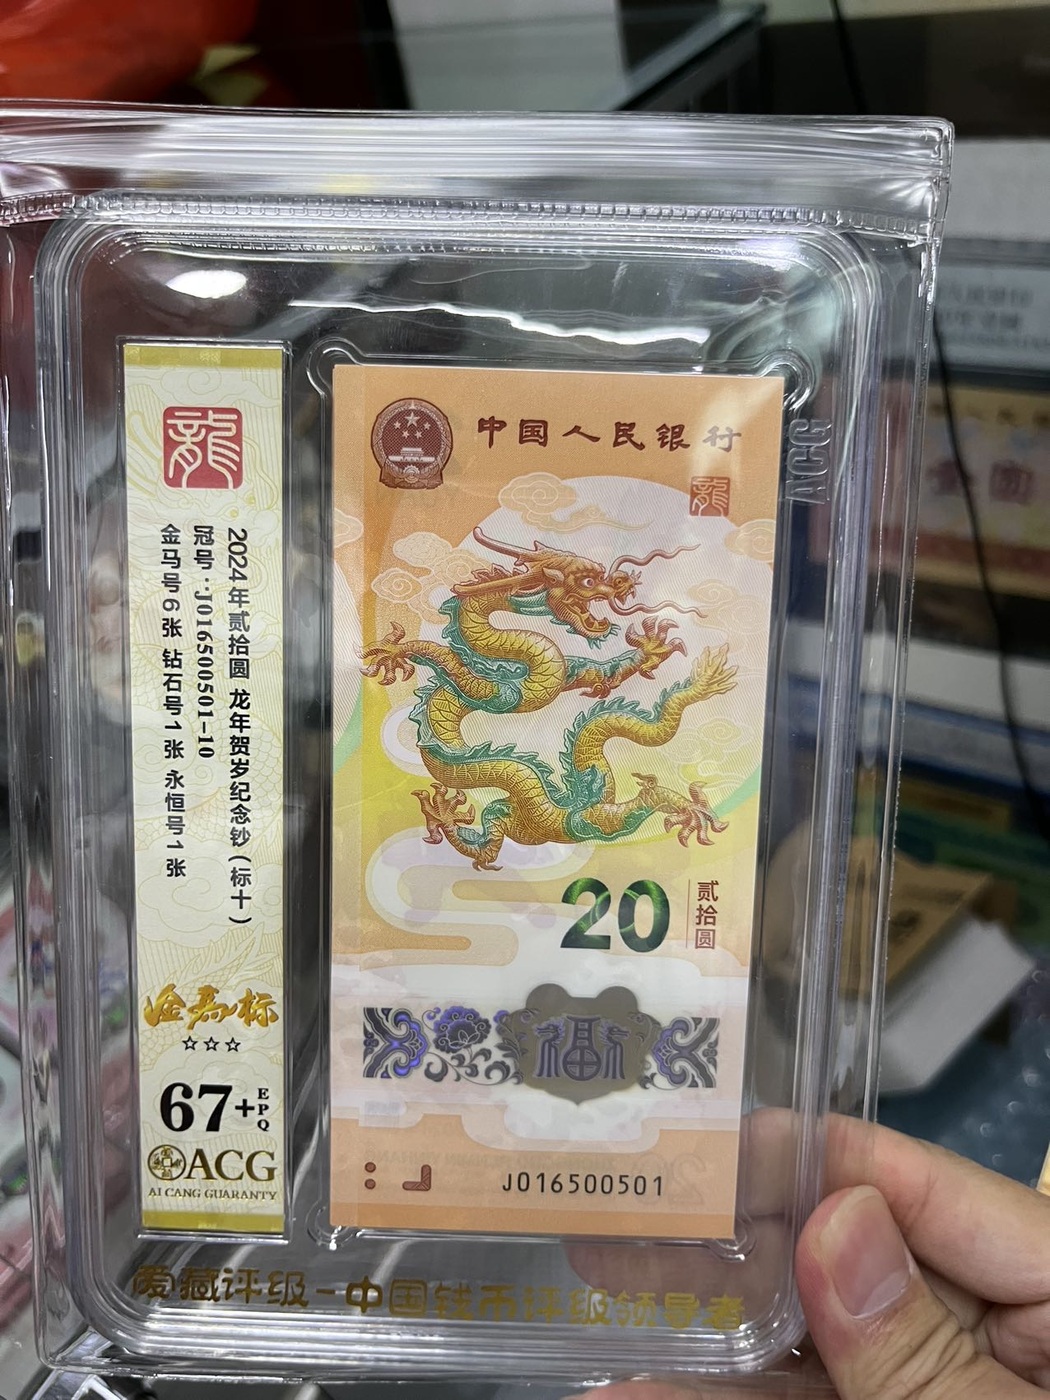 龍
2024年贰拾圆 龙年贺岁纪念钞(标十)
冠号:J016500501-10
金马号6张 钻石号1张 永恒号1张
金马标
☆☆☆
67+EPQ
ACG
AI CANG GUARANTY
中国人民银行
龍
20
贰拾圆
福
J016500501
ACG
爱藏评级-中国钱币评级领导者